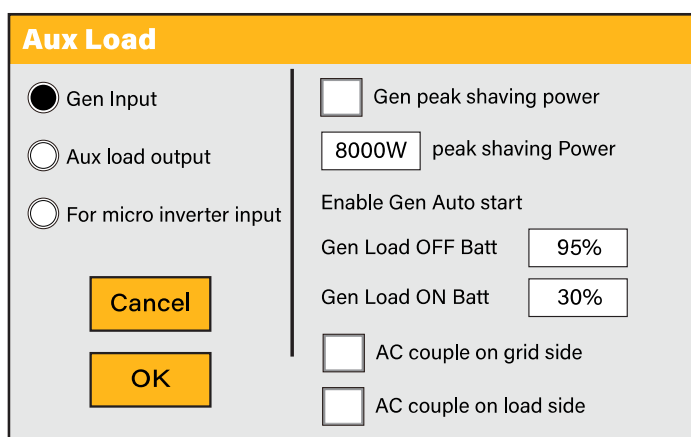 Aux Load
Gen Input
Aux load output
For micro inverter input
Cancel
OK
Gen peak shaving power
8000W peak shaving Power
Enable Gen Auto start
Gen Load OFF Batt 95%
Gen Load ON Batt 30%
AC couple on grid side
AC couple on load side